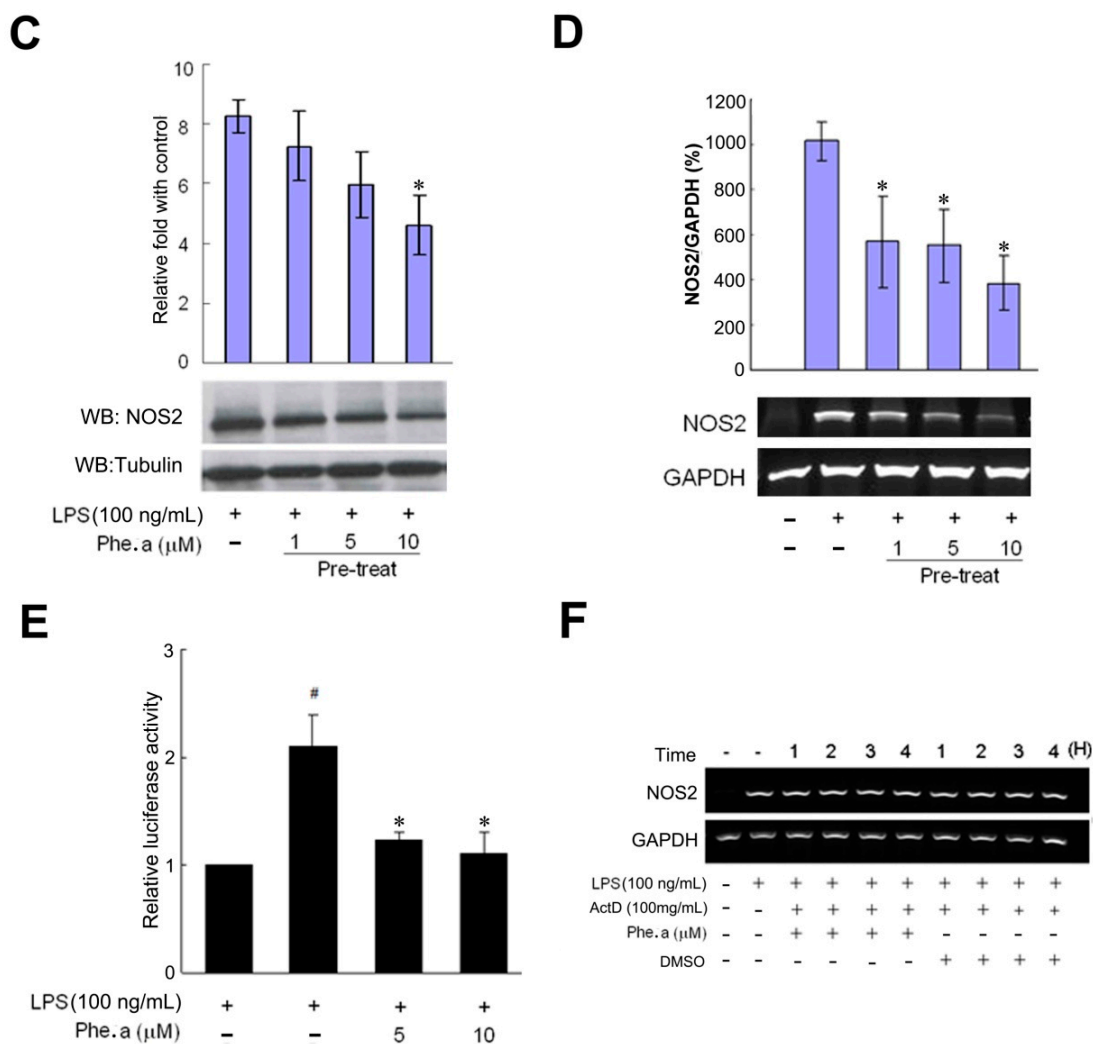 C
Relative fold with control
10
8
6
4
2
0
*
WB: NOS2
WB:Tubulin
LPS(100 ng/mL) + + + +
Phe.a (μM) - 1 5 10
Pre-treat
D
NOS2/GAPDH (%)
1200
1000
800
600
400
200
0
* * *
NOS2
GAPDH
- + + + +
- - 1 5 10
Pre-treat
E
Relative luciferase activity
3
2
1
0
# * *
LPS(100 ng/mL) + + + +
Phe.a (μM) - - 5 10
F
Time - - 1 2 3 4 1 2 3 4 (H)
NOS2
GAPDH
LPS(100 ng/mL) - + + + + + + + + +
ActD (100mg/mL) - - + + + + + + + +
Phe.a (μM) - - + + + + - - - -
DMSO - - - - - - + + + +